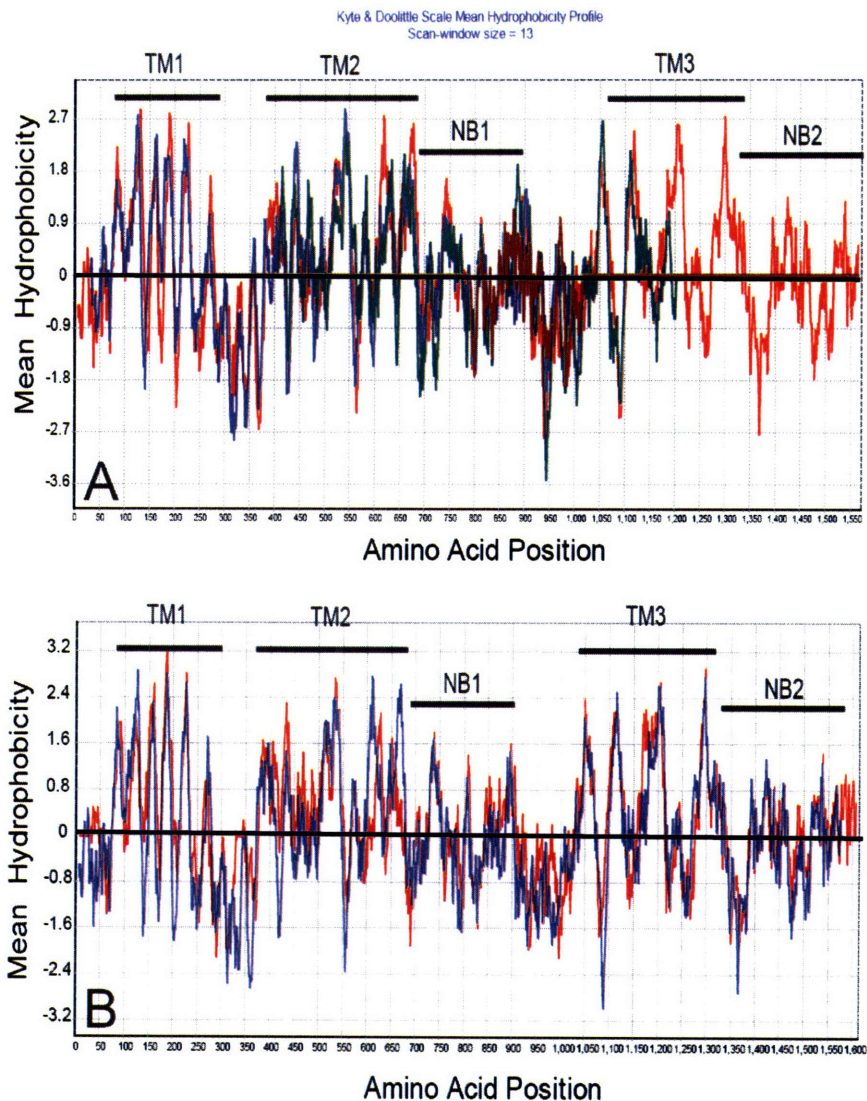 Kyte & Doolittle Scale Mean Hydrophobicity Profile
Scan-window size = 13
TM1 TM2 TM3
NB1 NB2
2.7
1.8
0.9
0
-0.9
-1.8
-2.7
-3.6
Mean Hydrophobicity
A
0 50 100 150 200 250 300 350 400 450 500 550 600 650 700 750 800 850 900 950 1,000 1,050 1,100 1,150 1,200 1,250 1,300 1,350 1,400 1,450 1,500 1,550
Amino Acid Position
TM1 TM2 TM3
NB1 NB2
3.2
2.4
1.6
0.8
0
-0.8
-1.6
-2.4
-3.2
Mean Hydrophobicity
B
0 50 100 150 200 250 300 350 400 450 500 550 600 650 700 750 800 850 900 950 1,000 1,050 1,100 1,150 1,200 1,250 1,300 1,350 1,400 1,450 1,500 1,550 1,600
Amino Acid Position